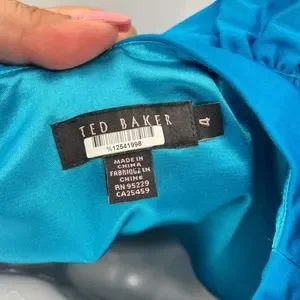 TED BAKER
4
%12541998
MADE IN
CHINA
FABRIQUÉ EN
CHINE
RN 95229
CA25459